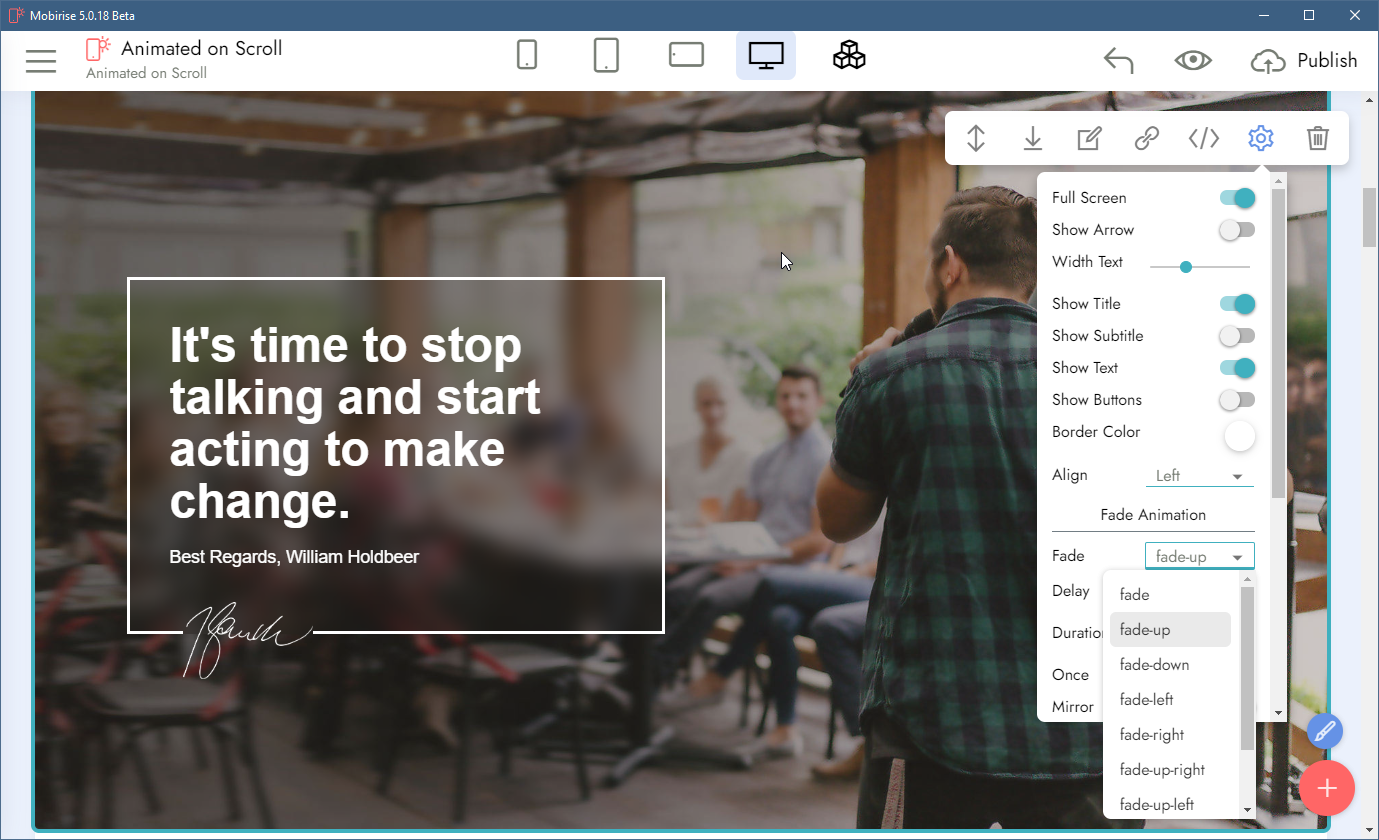 Mobirise 5.0.18 Beta
Animated on Scroll
Animated on Scroll
Publish
It's time to stop
talking and start
acting to make
change.
Best Regards, William Holdbeer
Full Screen
Show Arrow
Width Text
Show Title
Show Subtitle
Show Text
Show Buttons
Border Color
Align
Left
Fade Animation
Fade
fade-up
Delay
Duratio
Once
Mirror
fade
fade-up
fade-down
fade-left
fade-right
fade-up-right
fade-up-left